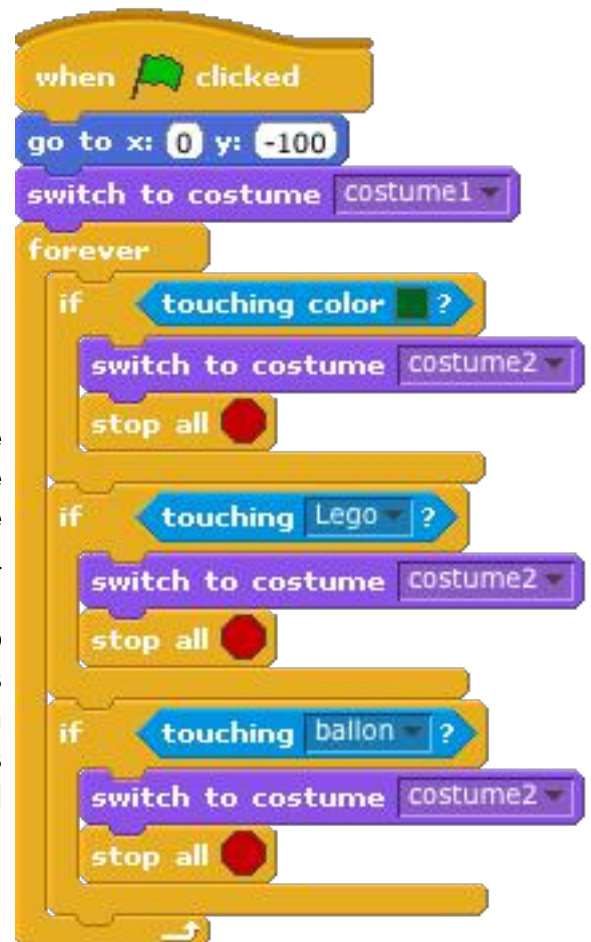 when clicked
go to x: 0 y: -100
switch to costume costume1
forever
if touching color ?
switch to costume costume2
stop all
if touching Lego ?
switch to costume costume2
stop all
if touching ballon ?
switch to costume costume2
stop all